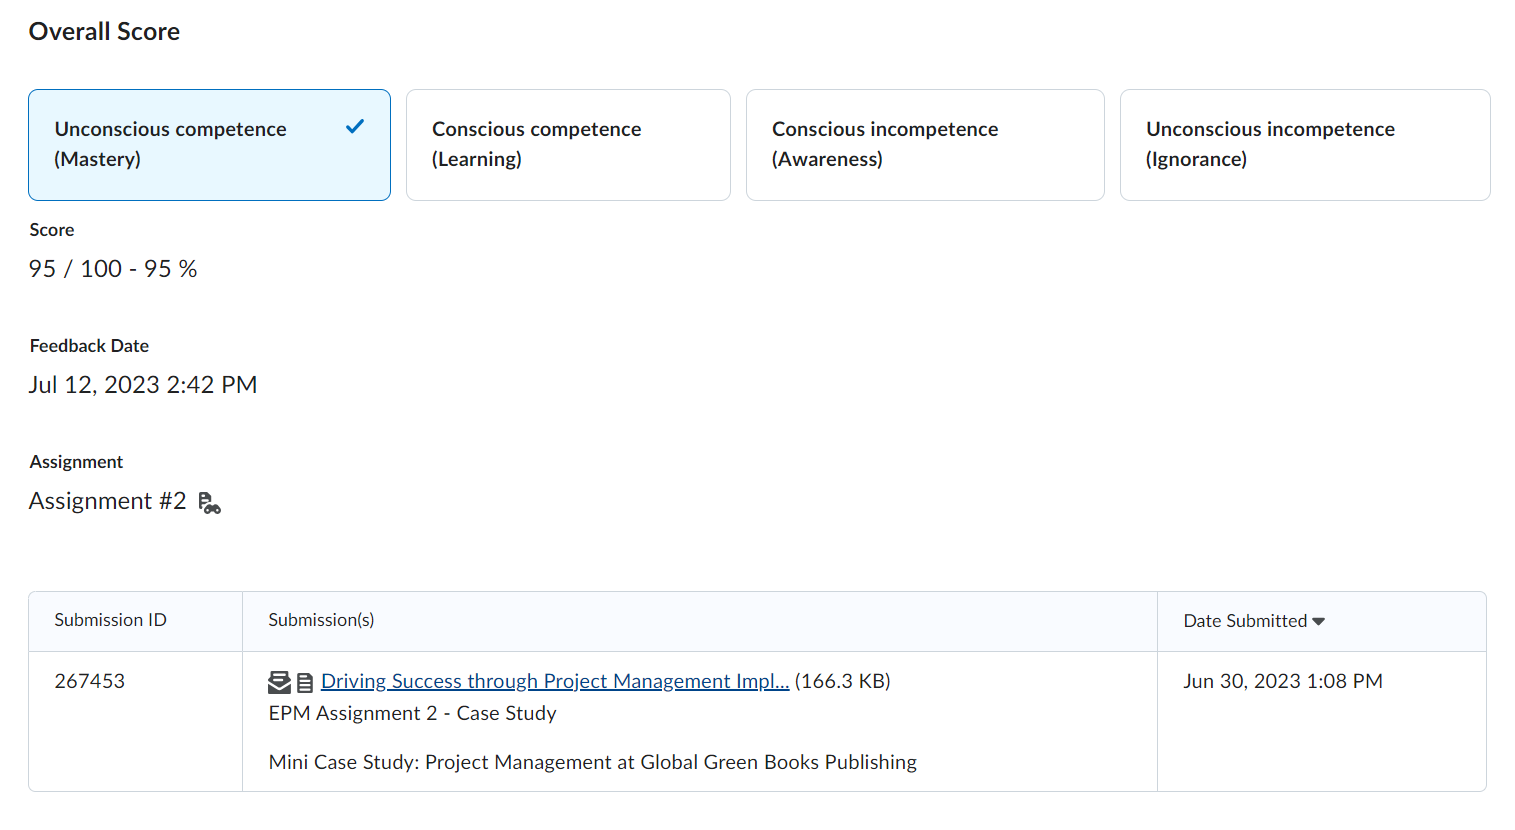 Overall Score
Unconscious competence
(Mastery)
Conscious competence
(Learning)
Conscious incompetence
(Awareness)
Unconscious incompetence
(Ignorance)
Score
95 / 100 - 95 %
Feedback Date
Jul 12, 2023 2:42 PM
Assignment
Assignment #2
Submission ID
Submission(s)
Date Submitted
267453
Driving Success through Project Management Impl... (166.3 KB)
EPM Assignment 2 - Case Study
Mini Case Study: Project Management at Global Green Books Publishing
Jun 30, 2023 1:08 PM